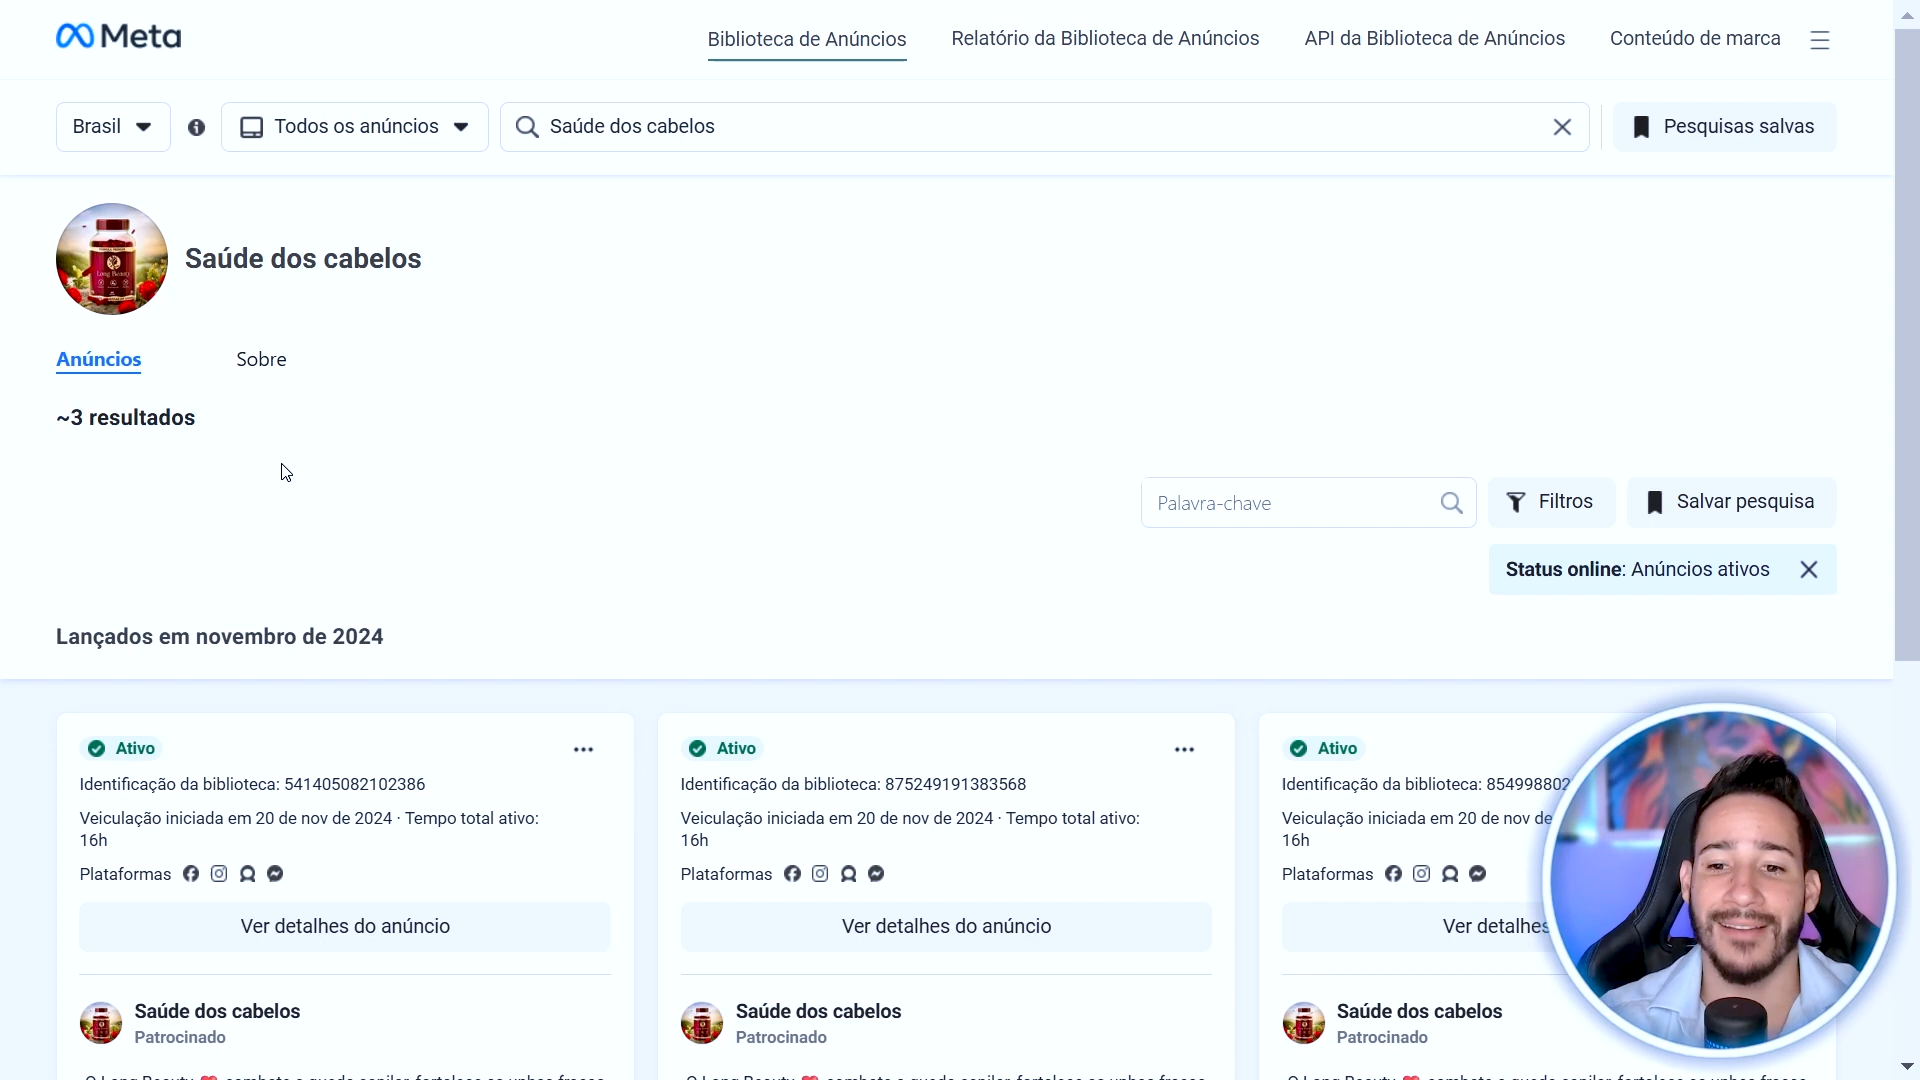 Meta
Biblioteca de Anúncios
Relatório da Biblioteca de Anúncios
API da Biblioteca de Anúncios
Conteúdo de marca
Brasil
Todos os anúncios
Saúde dos cabelos
Pesquisas salvas
Saúde dos cabelos
Anúncios
Sobre
~3 resultados
Palavra-chave
Filtros
Salvar pesquisa
Status online: Anúncios ativos
Lançados em novembro de 2024
Ativo
Identificação da biblioteca: 541405082102386
Veiculação iniciada em 20 de nov de 2024 · Tempo total ativo:
16h
Plataformas
Ver detalhes do anúncio
Saúde dos cabelos
Patrocinado
Ativo
Identificação da biblioteca: 875249191383568
Veiculação iniciada em 20 de nov de 2024 · Tempo total ativo:
16h
Plataformas
Ver detalhes do anúncio
Saúde dos cabelos
Patrocinado
Ativo
Identificação da biblioteca: 85499880
Veiculação iniciada em 20 de nov de
16h
Plataformas
Ver detalhes
Saúde dos cabelos
Patrocinado